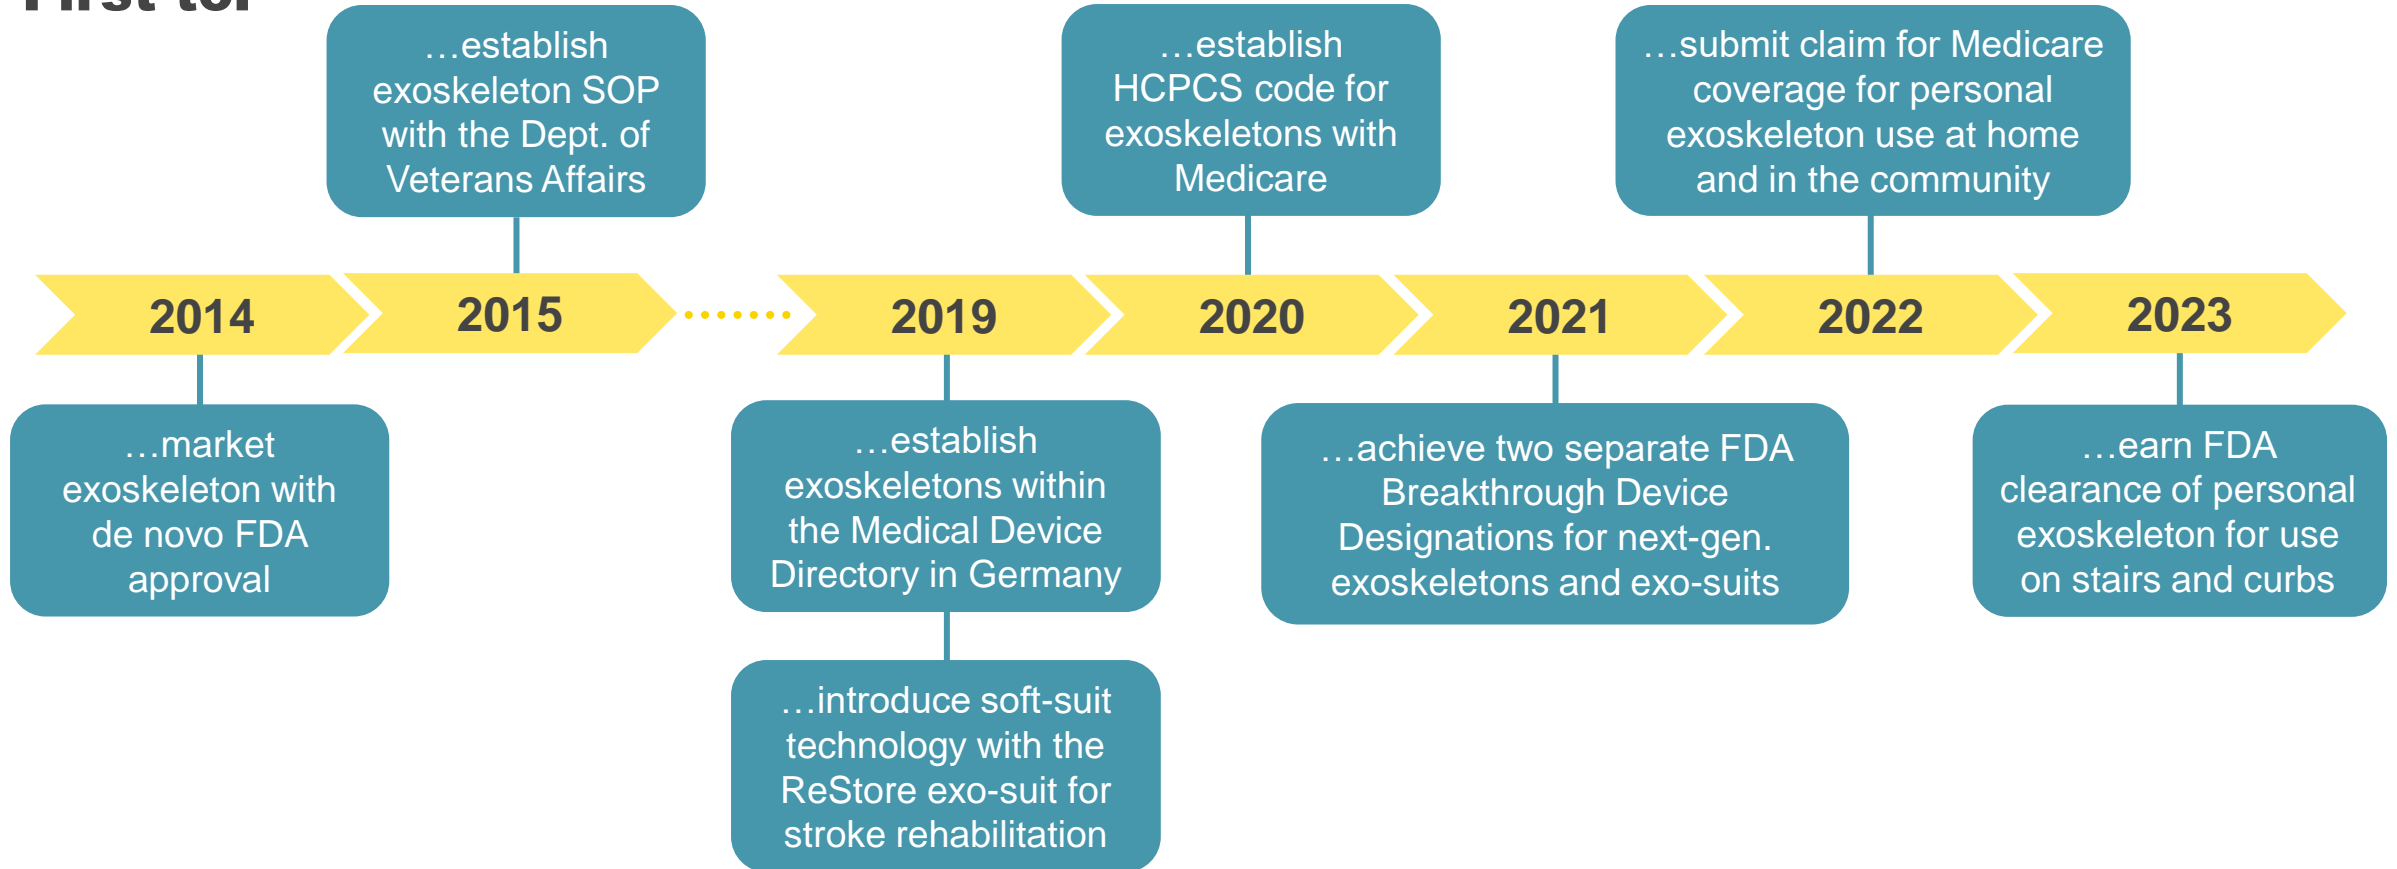 …establish
exoskeleton SOP
with the Dept. of
Veterans Affairs
…establish
HCPCS code for
exoskeletons with
Medicare
…submit claim for Medicare
coverage for personal
exoskeleton use at home
and in the community
2014
2015
2019
2020
2021
2022
2023
…market
exoskeleton with
de novo FDA
approval
…establish
exoskeletons within
the Medical Device
Directory in Germany
…introduce soft-suit
technology with the
ReStore exo-suit for
stroke rehabilitation
…achieve two separate FDA
Breakthrough Device
Designations for next-gen.
exoskeletons and exo-suits
…earn FDA
clearance of personal
exoskeleton for use
on stairs and curbs